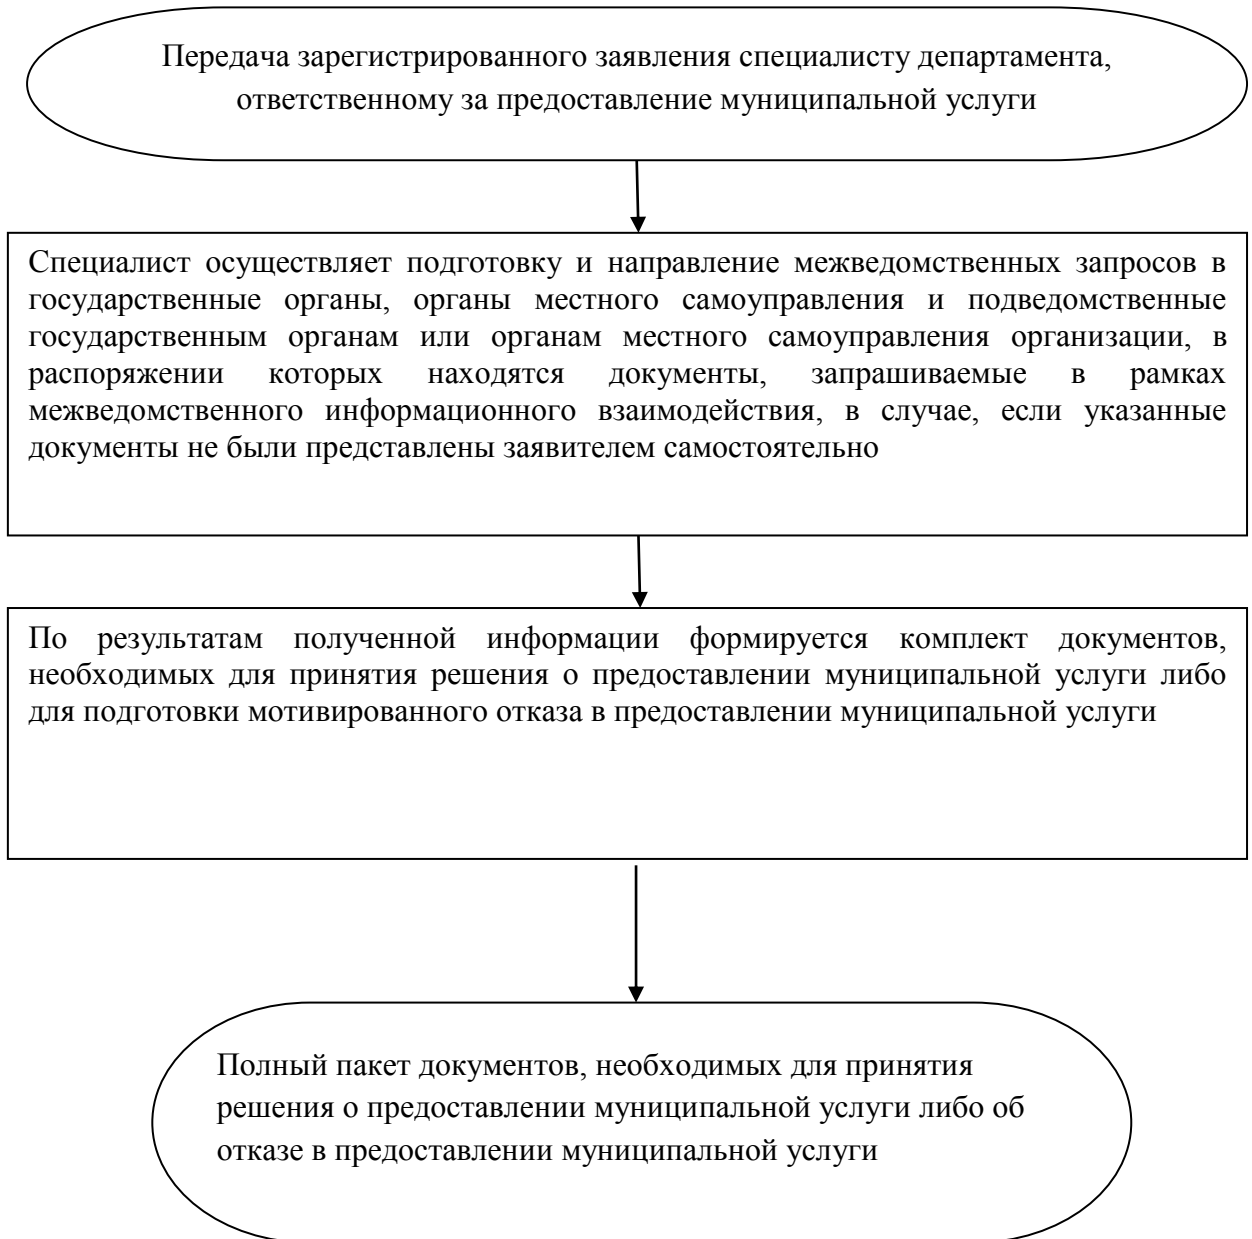 Передача зарегистрированного заявления специалисту департамента,
ответственному за предоставление муниципальной услуги
Специалист осуществляет подготовку и направление межведомственных запросов в
государственные органы, органы местного самоуправления и подведомственные
государственным органам или органам местного самоуправления организации, в
распоряжении которых находятся документы, запрашиваемые в рамках
межведомственного информационного взаимодействия, в случае, если указанные
документы не были представлены заявителем самостоятельно
По результатам полученной информации формируется комплект документов,
необходимых для принятия решения о предоставлении муниципальной услуги либо
для подготовки мотивированного отказа в предоставлении муниципальной услуги
Полный пакет документов, необходимых для принятия
решения о предоставлении муниципальной услуги либо об
отказе в предоставлении муниципальной услуги